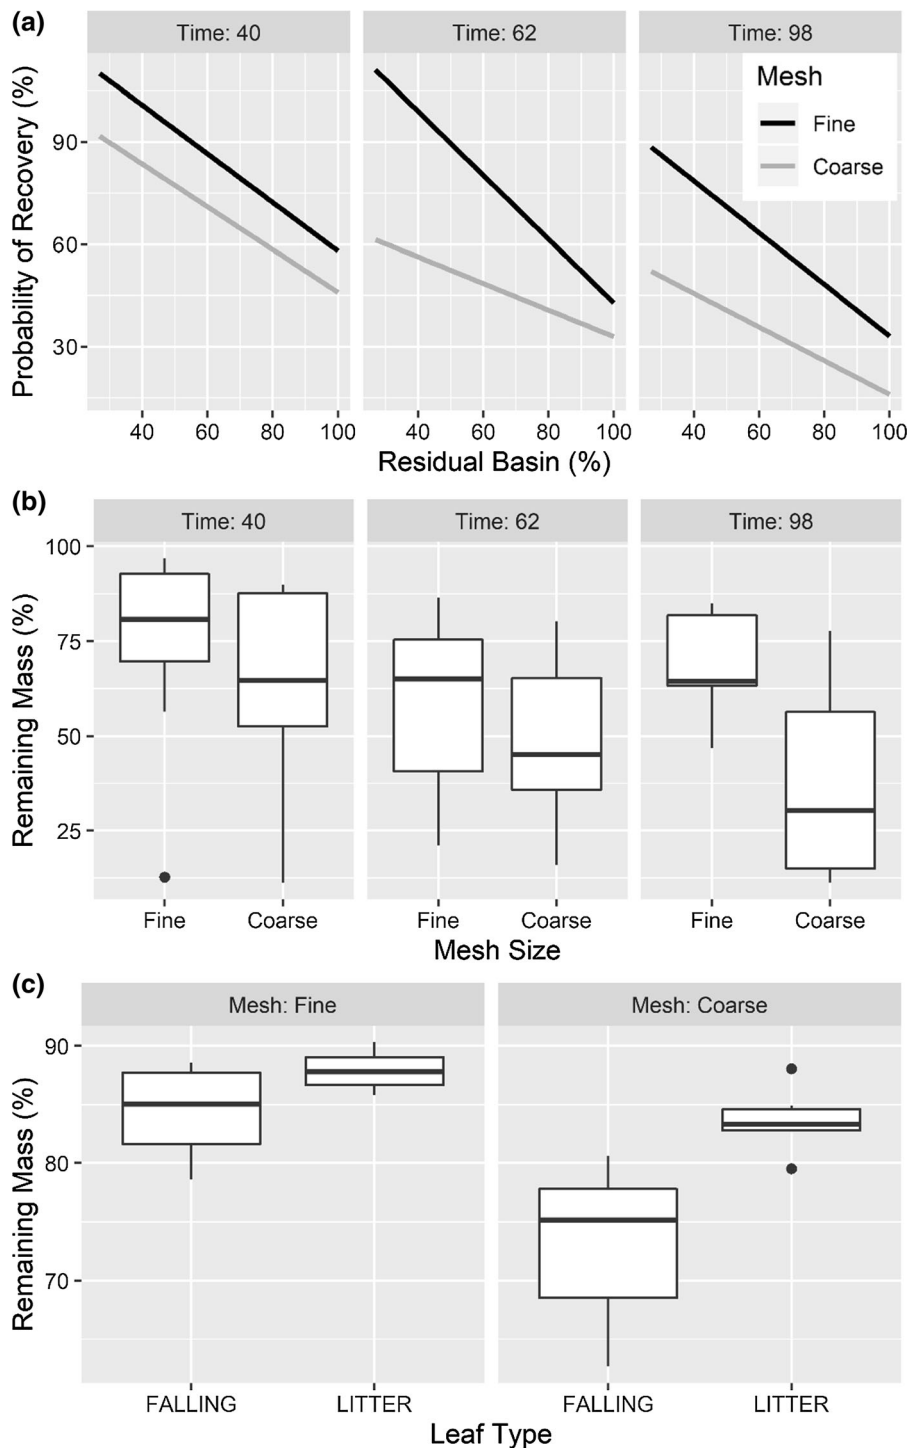 (a)
Time: 40
Time: 62
Time: 98
Probability of Recovery (%)
90
60
30
Mesh
Fine
Coarse
40 60 80 100
40 60 80 100
40 60 80 100
Residual Basin (%)
(b)
Time: 40
Time: 62
Time: 98
Remaining Mass (%)
100
75
50
25
Fine Coarse
Fine Coarse
Fine Coarse
Mesh Size
(c)
Mesh: Fine
Mesh: Coarse
Remaining Mass (%)
90
80
70
FALLING LITTER
FALLING LITTER
Leaf Type